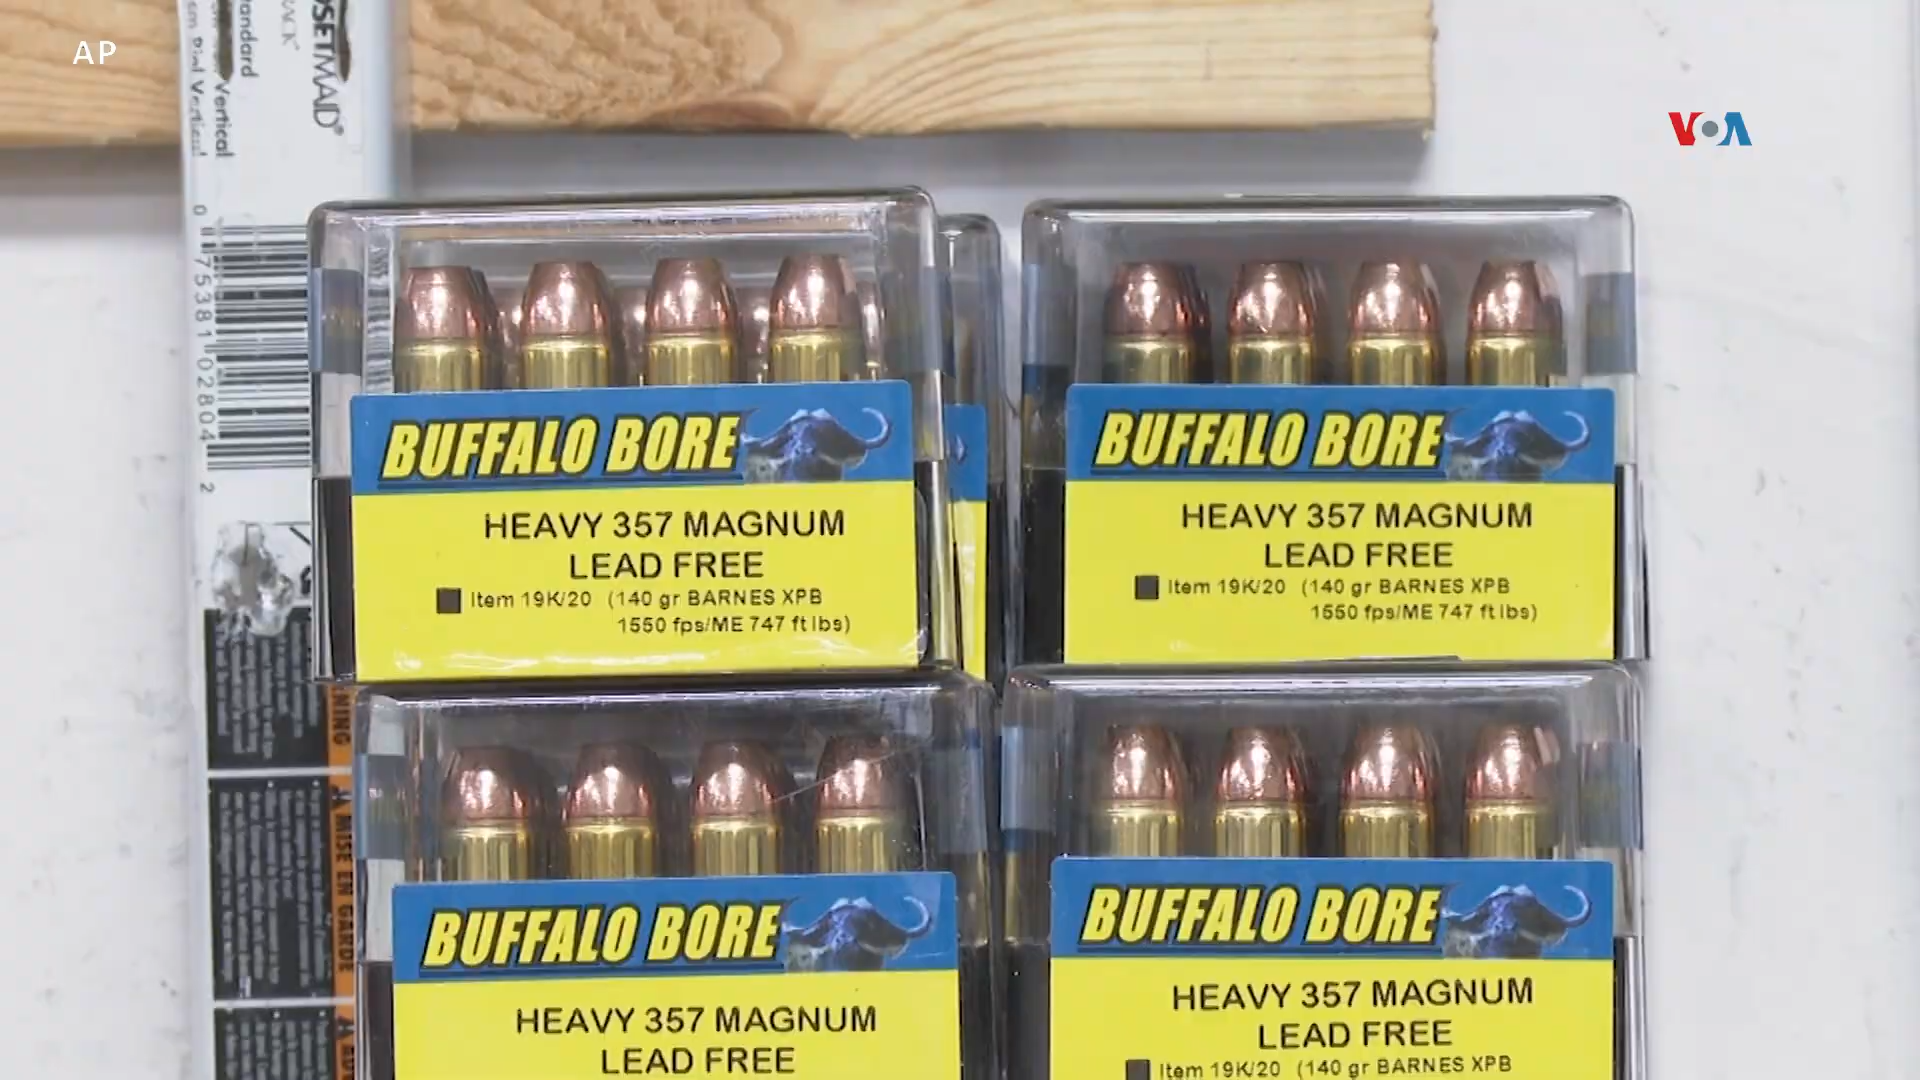 AP
VOA
OSETMAID®
andard
Vertical
0 75381 02804 2
BUFFALO BORE
HEAVY 357 MAGNUM
LEAD FREE
Item 19K/20 (140 gr BARNES XPB
1550 fps/ME 747 ft lbs)
BUFFALO BORE
HEAVY 357 MAGNUM
LEAD FREE
Item 19K/20 (140 gr BARNES XPB
1550 fps/ME 747 ft lbs)
NING
MISE EN GARDE
BUFFALO BORE
HEAVY 357 MAGNUM
LEAD FREE
BUFFALO BORE
HEAVY 357 MAGNUM
LEAD FREE
Item 19K/20 (140 gr BARNES XPB